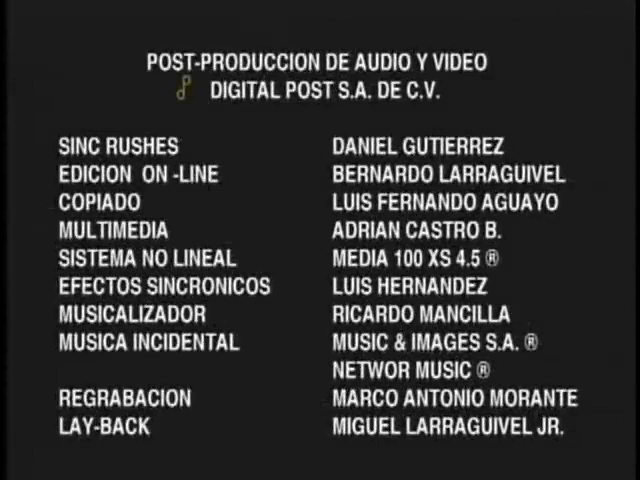 POST-PRODUCCION DE AUDIO Y VIDEO
DIGITAL POST S.A. DE C.V.
SINC RUSHES DANIEL GUTIERREZ
EDICION ON -LINE BERNARDO LARRAGUIVEL
COPIADO LUIS FERNANDO AGUAYO
MULTIMEDIA ADRIAN CASTRO B.
SISTEMA NO LINEAL MEDIA 100 XS 4.5 ®
EFECTOS SINCRONICOS LUIS HERNANDEZ
MUSICALIZADOR RICARDO MANCILLA
MUSICA INCIDENTAL MUSIC & IMAGES S.A. ®
NETWOR MUSIC ®
REGRABACION MARCO ANTONIO MORANTE
LAY-BACK MIGUEL LARRAGUIVEL JR.